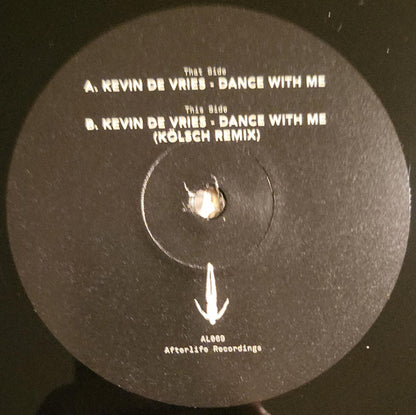 That Side
A. KEVIN DE VRIES - DANCE WITH ME
This Side
B. KEVIN DE VRIES - DANCE WITH ME
(KÖLSCH REMIX)
AL069
Afterlife Recordings